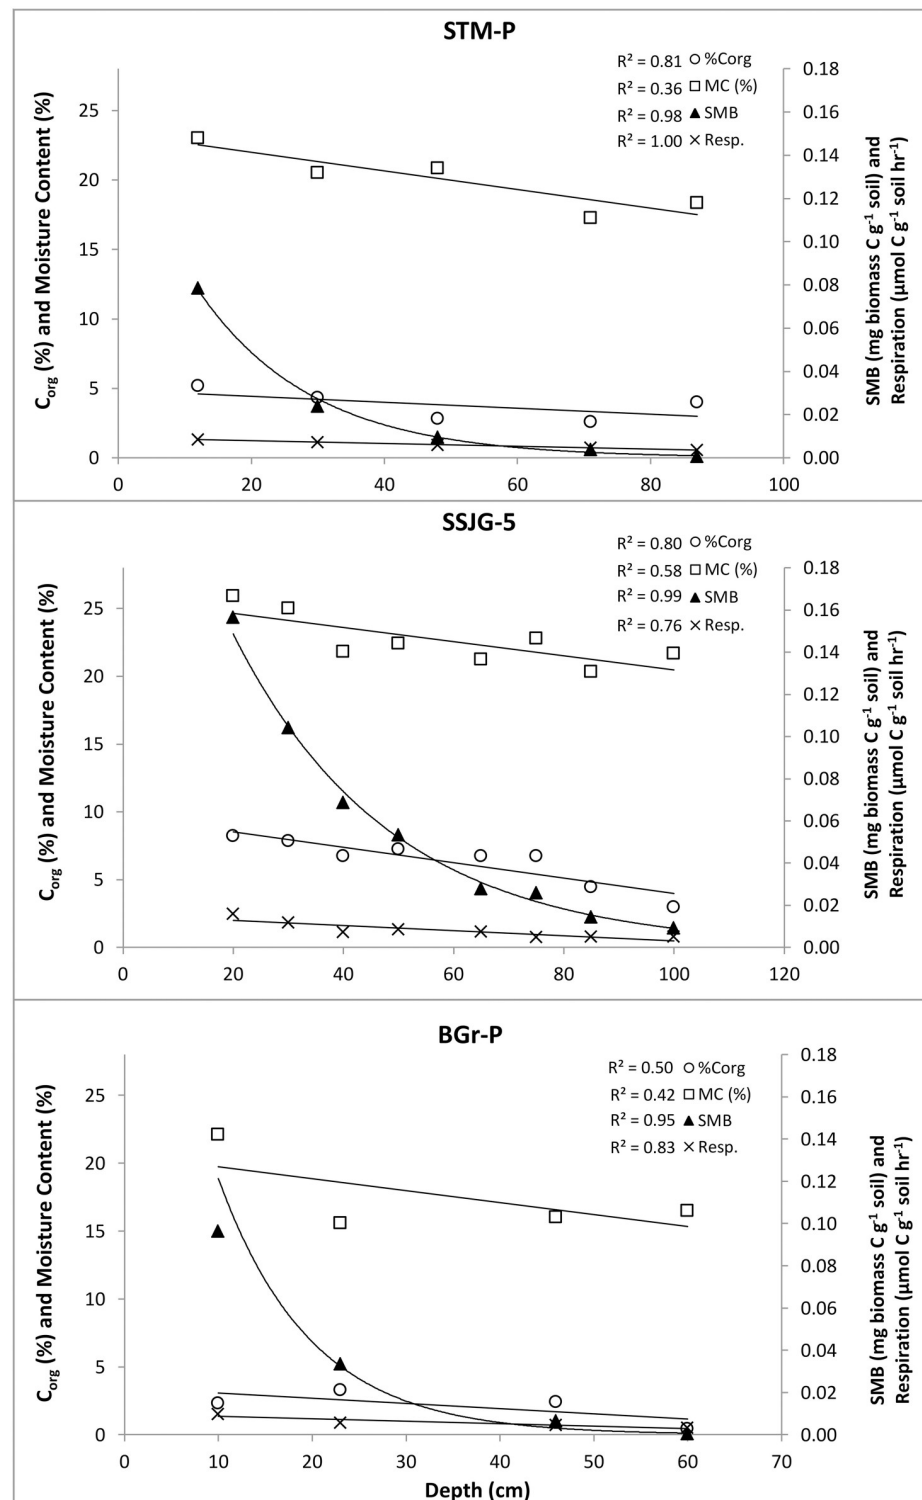 STM-P
R² = 0.81 %Corg
R² = 0.36 MC (%)
R² = 0.98 SMB
R² = 1.00 Resp.
Corg (%) and Moisture Content (%)
25
20
15
10
5
0
0.18
0.16
0.14
0.12
0.10
0.08
0.06
0.04
0.02
0.00
SMB (mg biomass C g⁻¹ soil) and
Respiration (µmol C g⁻¹ soil hr⁻¹)
0 20 40 60 80 100
SSJG-5
R² = 0.80 %Corg
R² = 0.58 MC (%)
R² = 0.99 SMB
R² = 0.76 Resp.
Corg (%) and Moisture Content (%)
25
20
15
10
5
0
0.18
0.16
0.14
0.12
0.10
0.08
0.06
0.04
0.02
0.00
SMB (mg biomass C g⁻¹ soil) and
Respiration (µmol C g⁻¹ soil hr⁻¹)
0 20 40 60 80 100 120
BGr-P
R² = 0.50 %Corg
R² = 0.42 MC (%)
R² = 0.95 SMB
R² = 0.83 Resp.
Corg (%) and Moisture Content (%)
25
20
15
10
5
0
0.18
0.16
0.14
0.12
0.10
0.08
0.06
0.04
0.02
0.00
SMB (mg biomass C g⁻¹ soil) and
Respiration (µmol C g⁻¹ soil hr⁻¹)
0 10 20 30 40 50 60 70
Depth (cm)